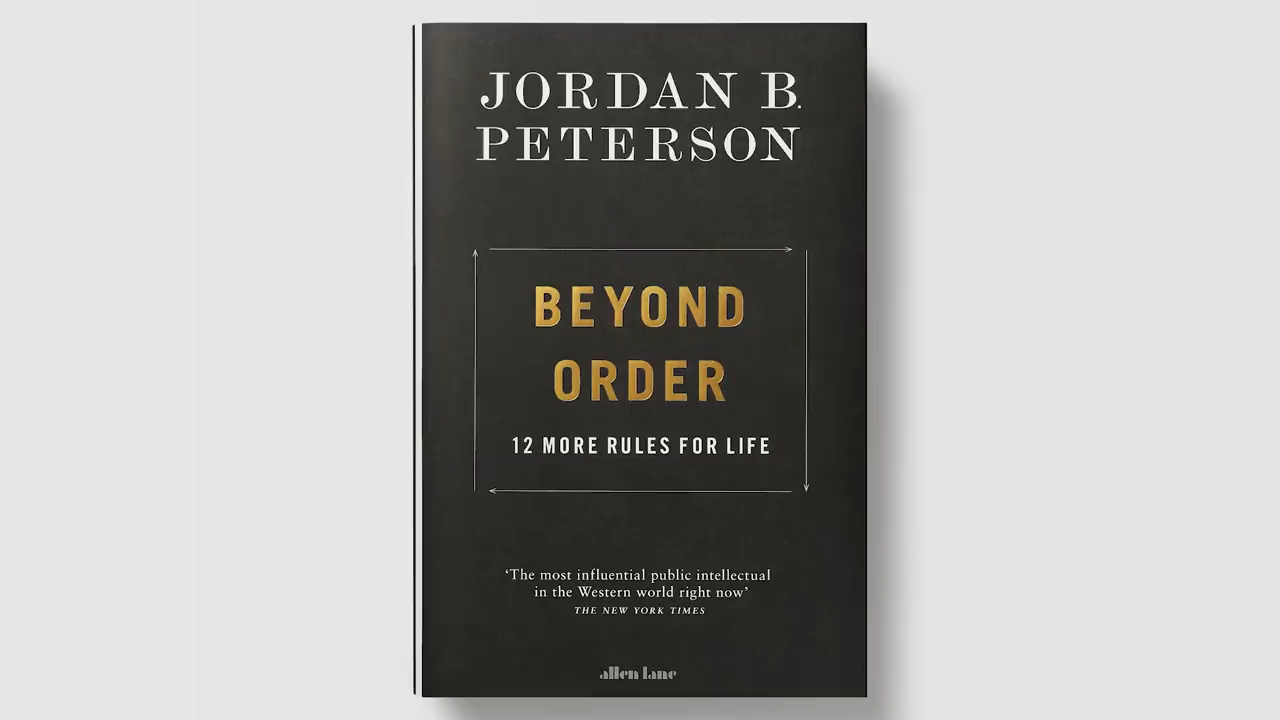 JORDAN B.
PETERSON
BEYOND
ORDER
12 MORE RULES FOR LIFE
‘The most influential public intellectual
in the Western world right now’
THE NEW YORK TIMES
allen lane